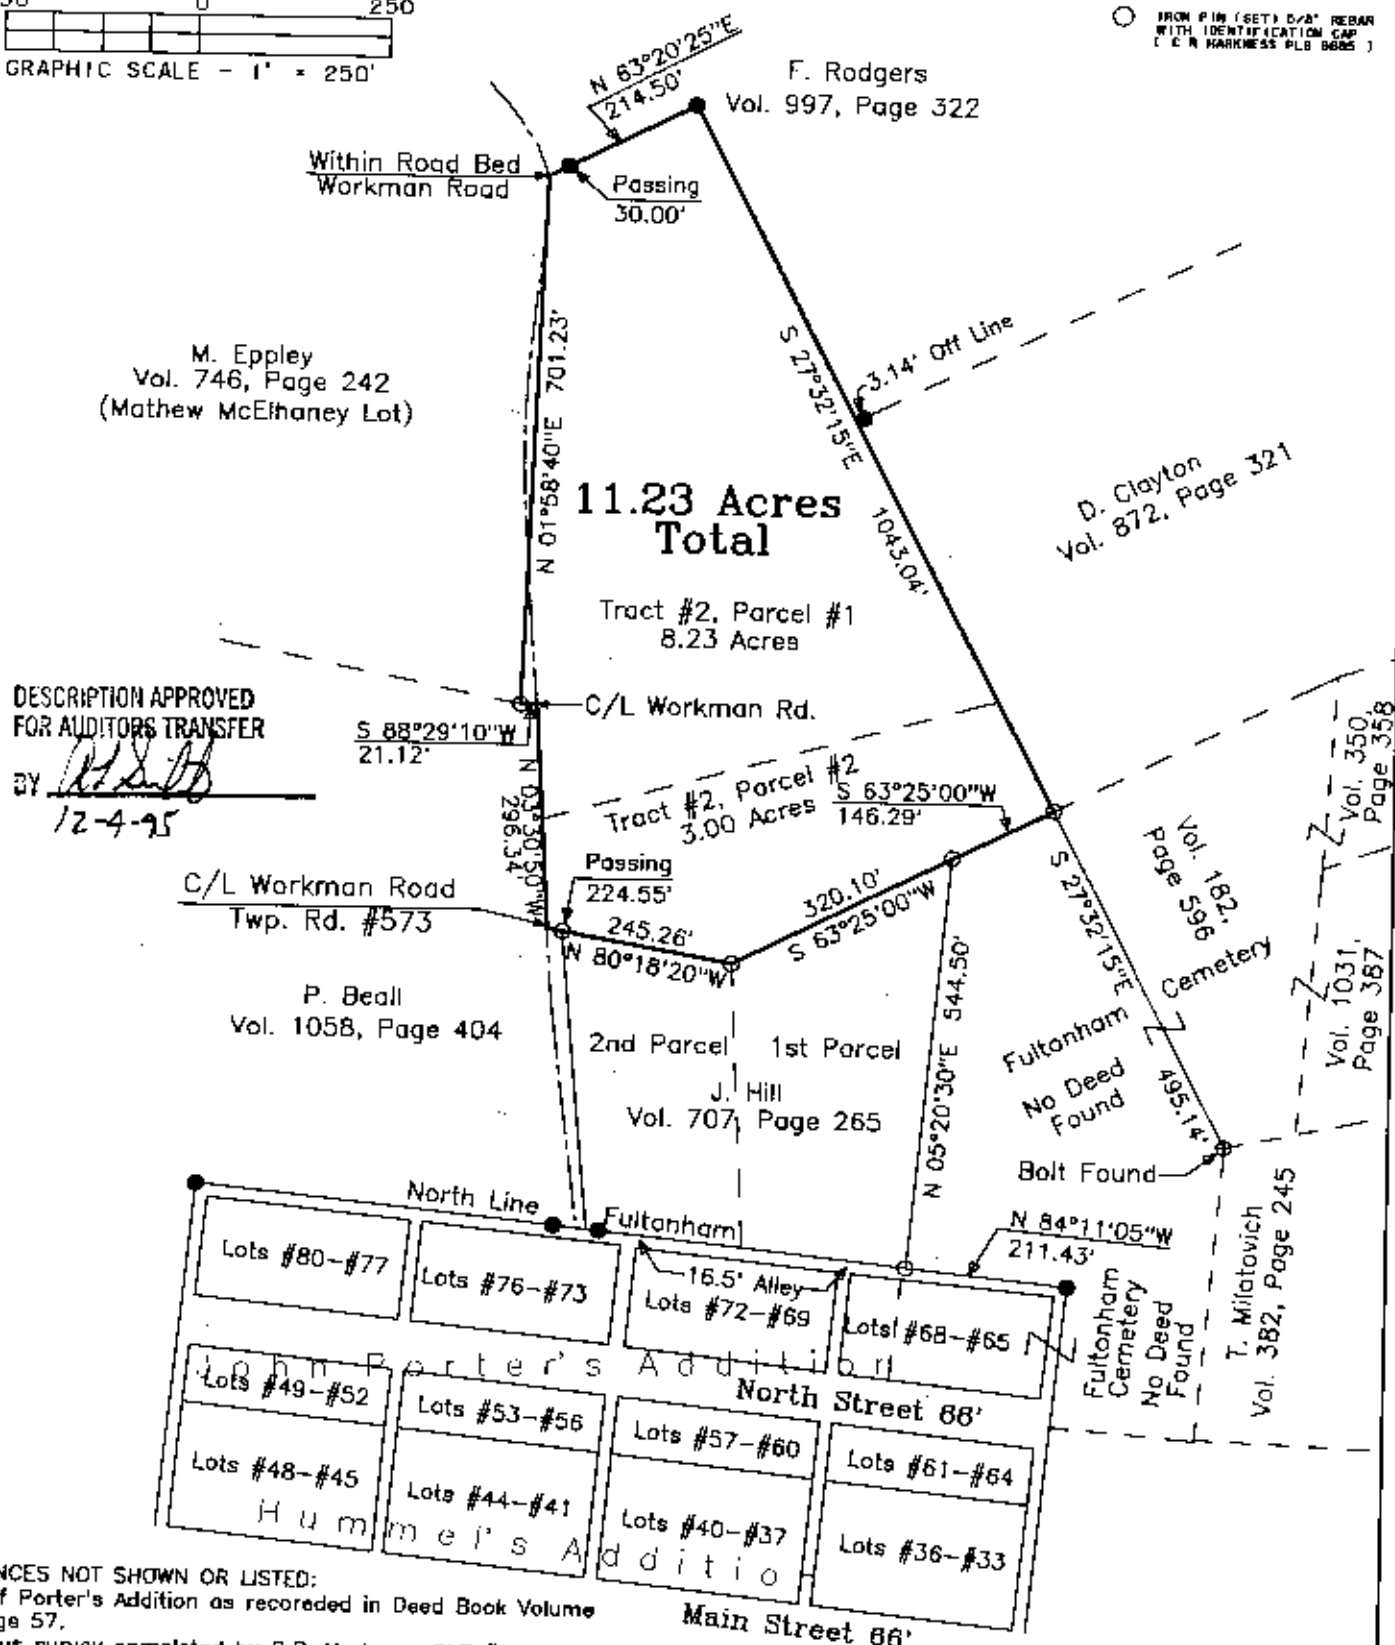 0
250
GRAPHIC SCALE - 1" = 250'
IRON PIN (SET) 5/8" REBAR
WITH IDENTIFICATION CAP
N 63°20'25"E
214.50'
F. Rodgers
Vol. 997, Page 322
Within Road Bed
Workman Road
Passing
30.00'
M. Eppley
Vol. 746, Page 242
(Mathew McElhaney Lot)
N 01°58'40"E 701.23'
S 27°32'15"E
1043.04'
3.14' Off Line
D. Clayton
Vol. 872, Page 321
11.23 Acres
Total
Tract #2, Parcel #1
8.23 Acres
DESCRIPTION APPROVED
FOR AUDITORS TRANSFER
BY
12-4-95
C/L Workman Rd.
S 88°29'10"W
21.12'
N 03°30'50"W
296.34'
Tract #2, Parcel #2
3.00 Acres
S 63°25'00"W
146.29'
Vol. 350,
Page 358
Vol. 182,
Page 596
C/L Workman Road
Twp. Rd. #573
Passing
224.55'
245.26'
N 80°18'20"W
320.10'
S 63°25'00"W
S 27°32'15"E
495.14'
Fultonham Cemetery
No Deed
Found
Vol. 1031,
Page 387
P. Beall
Vol. 1058, Page 404
2nd Parcel
1st Parcel
J. Hill
Vol. 707, Page 265
N 05°20'30"E 544.50'
Bolt Found
North Line
Fultonham
N 84°11'05"W
211.43'
T. Milatovich
Vol. 382, Page 245
Fultonham
Cemetery
No Deed
Found
Lots #80-#77
Lots #76-#73
16.5' Alley
Lots #72-#69
Lots #68-#65
John Porter's Addition
North Street 66'
Lots #49-#52
Lots #53-#56
Lots #57-#60
Lots #61-#64
Lots #48-#45
Lots #44-#41
Lots #40-#37
Lots #36-#33
Hummel's Additio
Main Street 66'
NCES NOT SHOWN OR LISTED:
f Porter's Addition as recoreded in Deed Book Volume
ge 57.